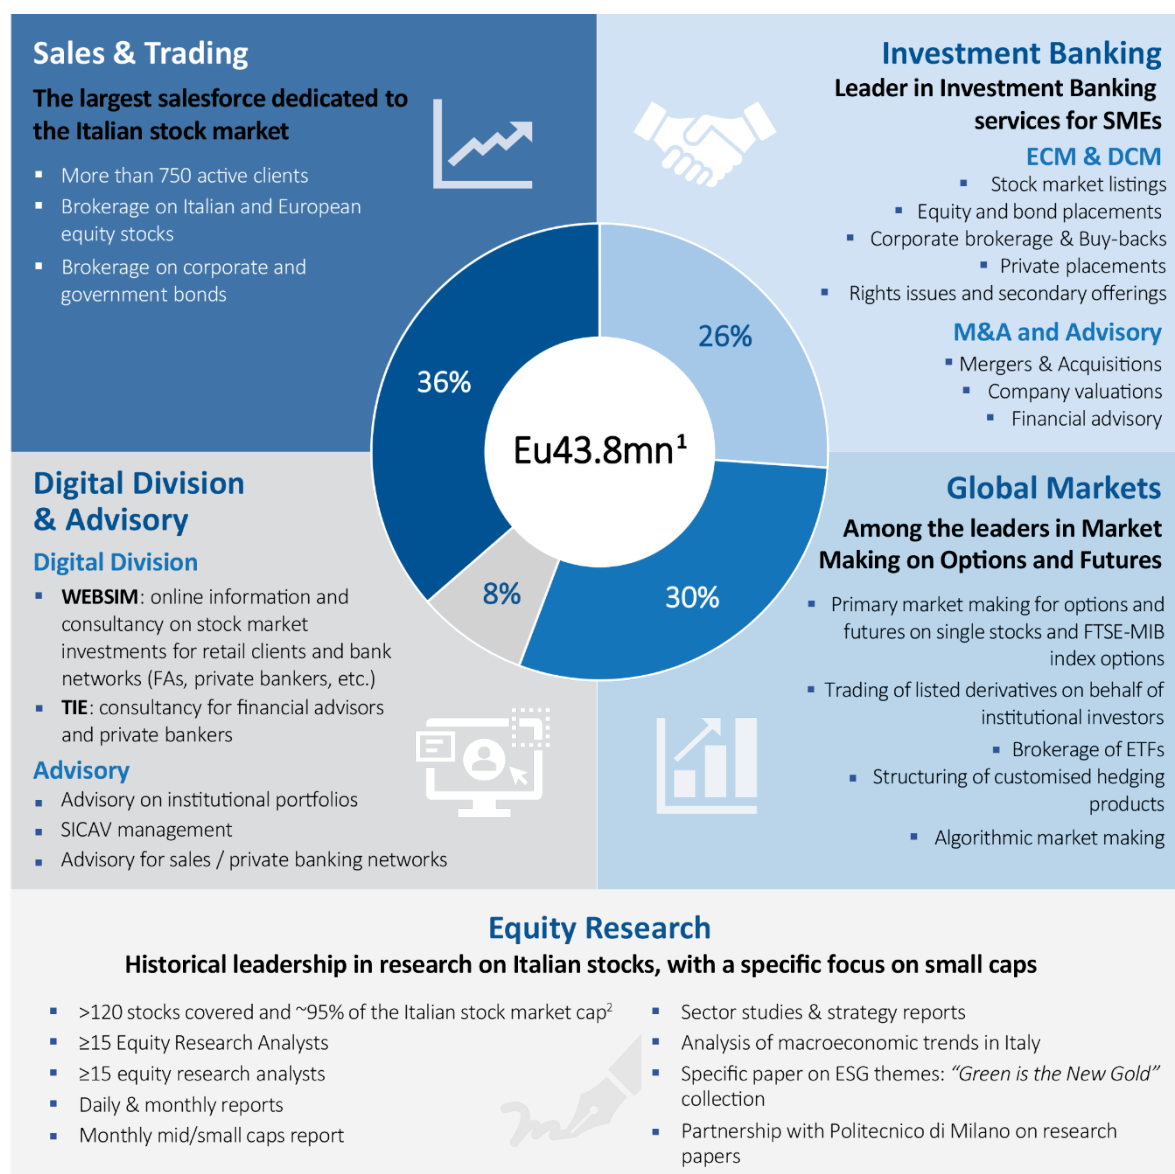 Sales & Trading
The largest salesforce dedicated to
the Italian stock market
▪ More than 750 active clients
▪ Brokerage on Italian and European
equity stocks
▪ Brokerage on corporate and
government bonds
Investment Banking
Leader in Investment Banking
services for SMEs
ECM & DCM
▪ Stock market listings
▪ Equity and bond placements
▪ Corporate brokerage & Buy-backs
▪ Private placements
▪ Rights issues and secondary offerings
M&A and Advisory
▪ Mergers & Acquisitions
▪ Company valuations
▪ Financial advisory
36%
26%
Eu43.8mn¹
8%
30%
Digital Division
& Advisory
Digital Division
▪ WEBSIM: online information and
consultancy on stock market
investments for retail clients and bank
networks (FAs, private bankers, etc.)
▪ TIE: consultancy for financial advisors
and private bankers
Advisory
▪ Advisory on institutional portfolios
▪ SICAV management
▪ Advisory for sales / private banking networks
Global Markets
Among the leaders in Market
Making on Options and Futures
▪ Primary market making for options and
futures on single stocks and FTSE-MIB
index options
▪ Trading of listed derivatives on behalf of
institutional investors
▪ Brokerage of ETFs
▪ Structuring of customised hedging
products
▪ Algorithmic market making
Equity Research
Historical leadership in research on Italian stocks, with a specific focus on small caps
▪ >120 stocks covered and ~95% of the Italian stock market cap²
▪ ≥15 Equity Research Analysts
▪ ≥15 equity research analysts
▪ Daily & monthly reports
▪ Monthly mid/small caps report
▪ Sector studies & strategy reports
▪ Analysis of macroeconomic trends in Italy
▪ Specific paper on ESG themes: “Green is the New Gold”
collection
▪ Partnership with Politecnico di Milano on research
papers